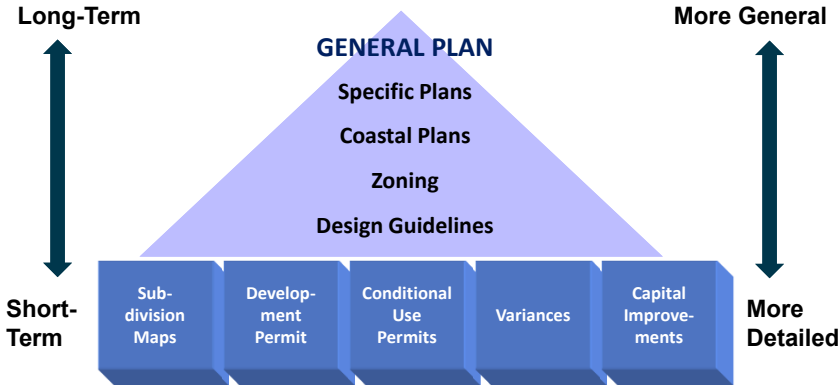 Long-Term
More General
GENERAL PLAN
Specific Plans
Coastal Plans
Zoning
Design Guidelines
Short-
Term
Sub-
division
Maps
Develop-
ment
Permit
Conditional
Use
Permits
Variances
Capital
Improve-
ments
More
Detailed